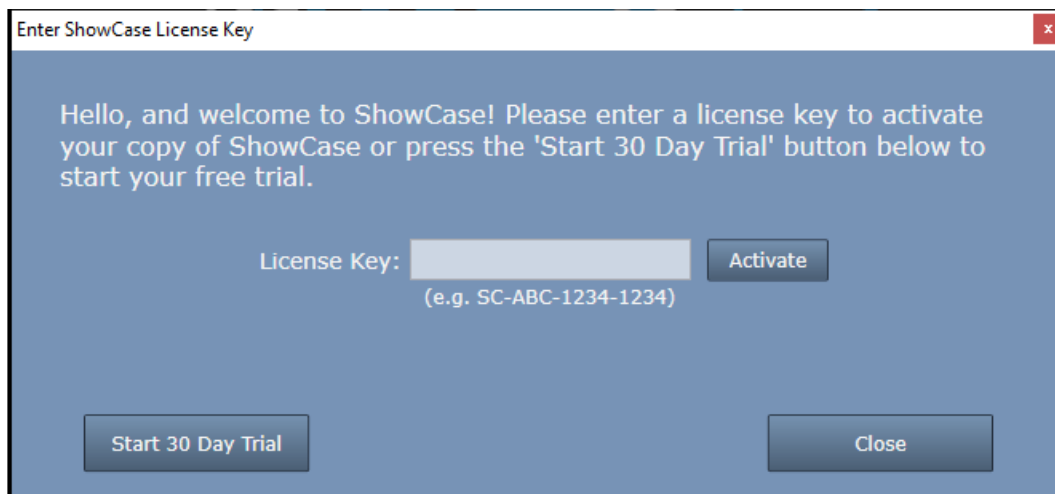 Enter ShowCase License Key
x
Hello, and welcome to ShowCase! Please enter a license key to activate
your copy of ShowCase or press the 'Start 30 Day Trial' button below to
start your free trial.
License Key:
Activate
(e.g. SC-ABC-1234-1234)
Start 30 Day Trial
Close